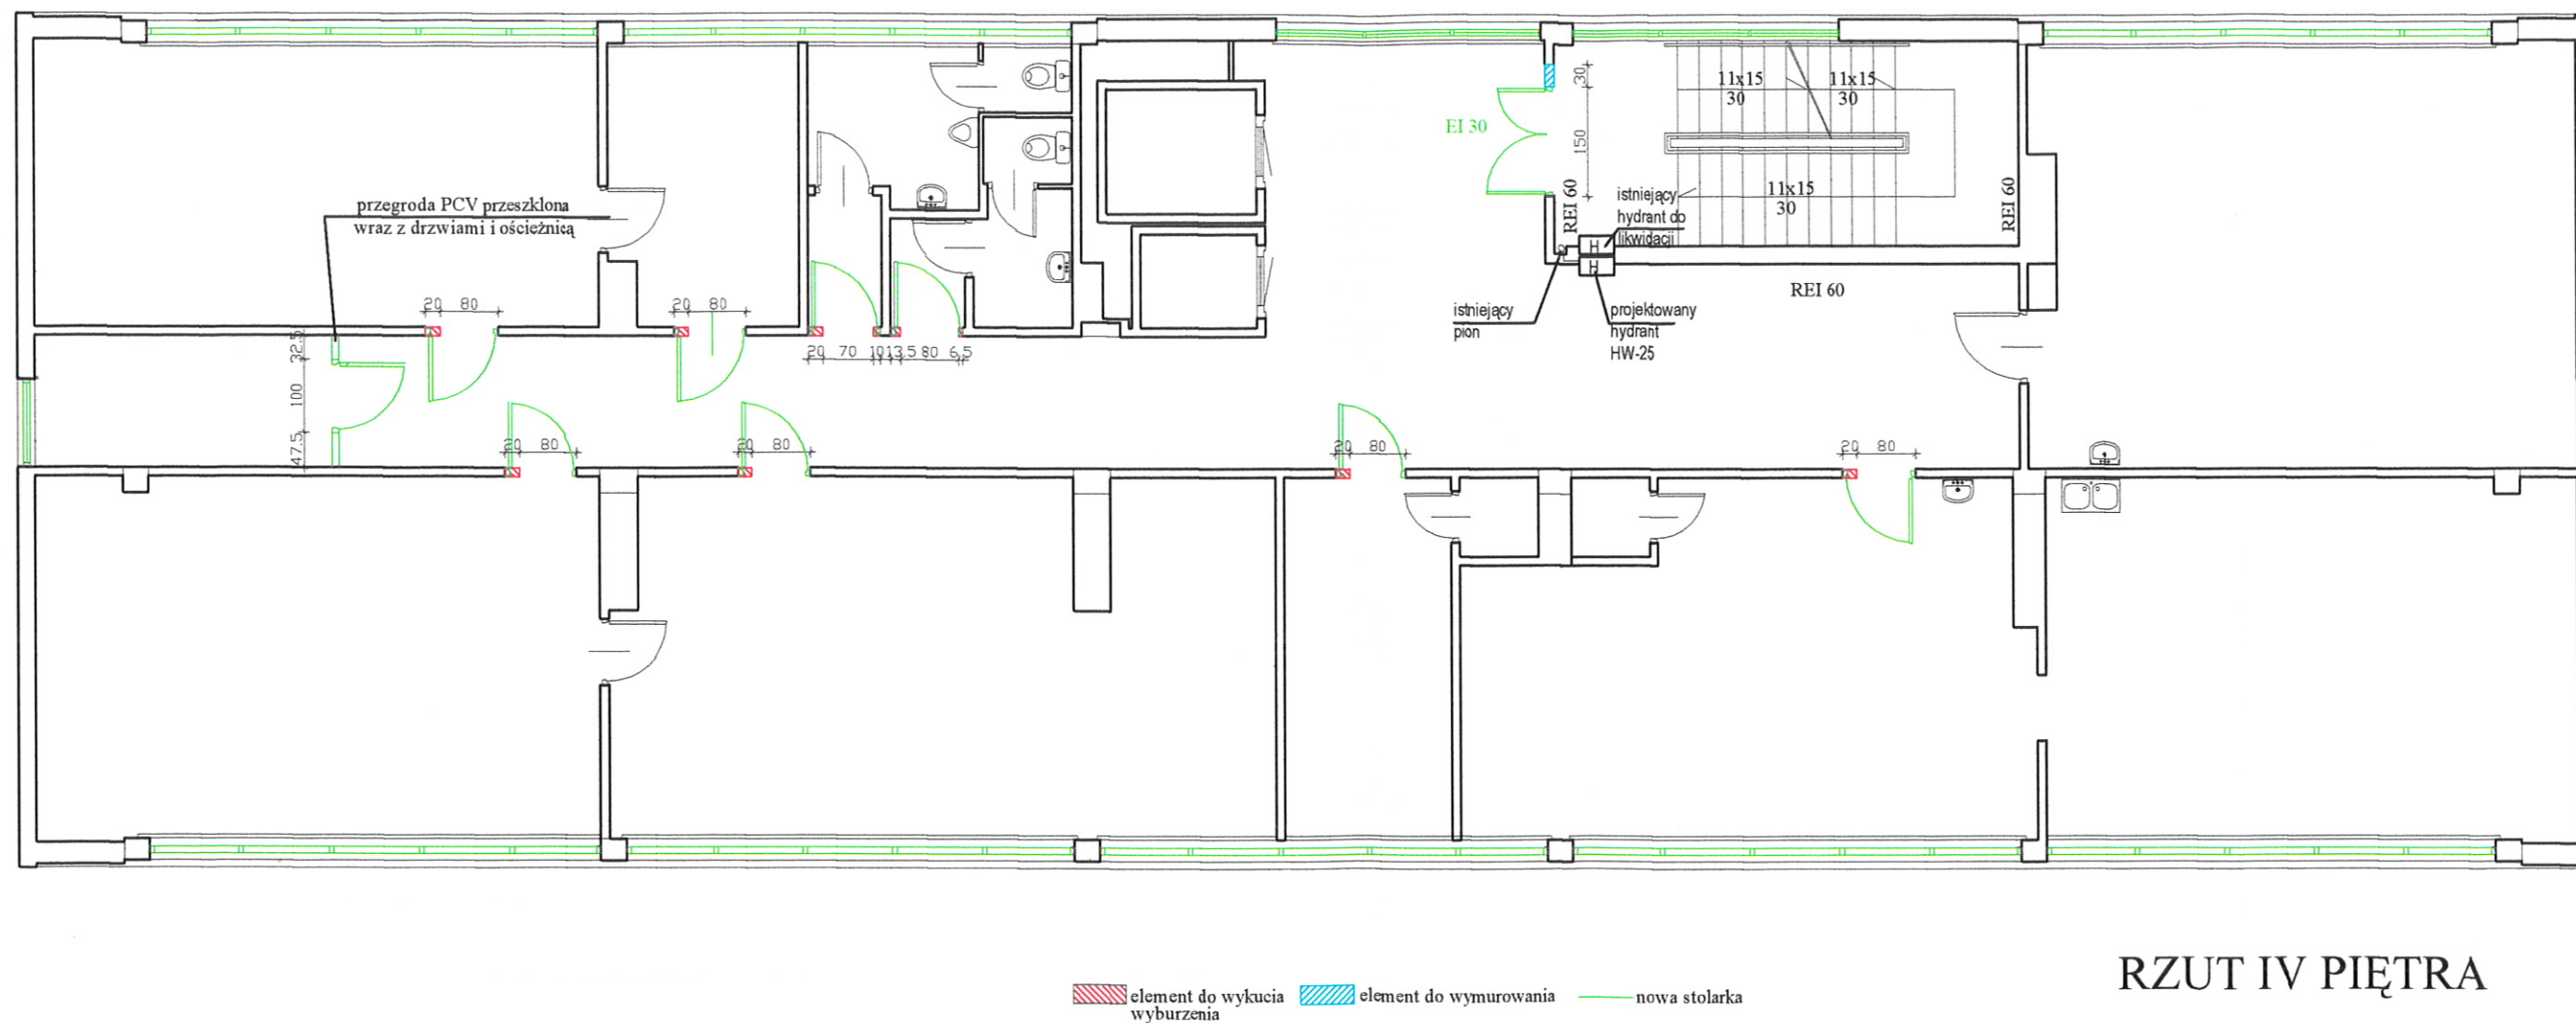 11x15
30
11x15
30
30
EI 30
150
11x15
30
REI 60
REI 60
istniejący
hydrant do
likwidacji
H
H
przegroda PCV przeszklona
wraz z drzwiami i ościeżnicą
REI 60
istniejący
pion
projektowany
hydrant
HW-25
20 80
20 80
32.5
100
47.5
20 70 10 13.5 80 6.5
20 80
20 80
20 80
20 80
RZUT IV PIĘTRA
element do wykucia
wyburzenia
element do wymurowania
nowa stolarka